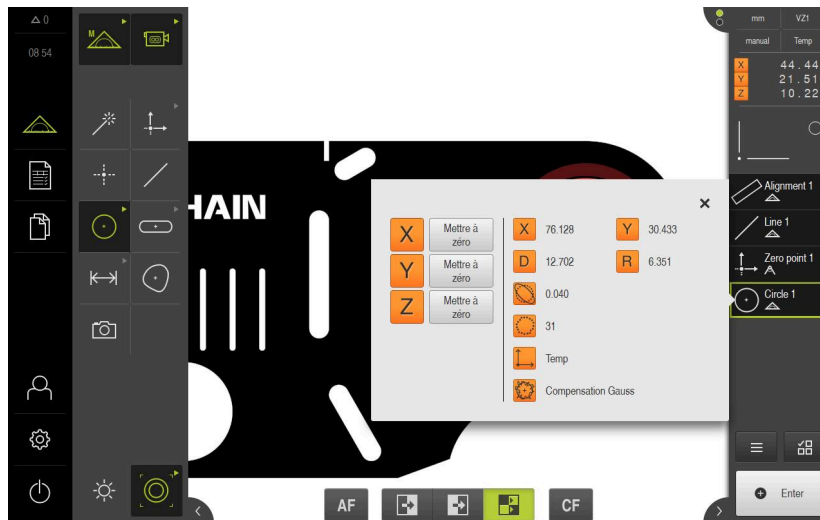 0
08 54
M
HAIN
X
Mettre à
zéro
Y
Mettre à
zéro
Z
Mettre à
zéro
X 76.128 Y 30.433
D 12.702 R 6.351
0.040
31
Temp
Compensation Gauss
AF
CF
mm VZ1
manual Temp
X 44.44
Y 21.51
Z 10.22
Alignment 1
Line 1
Zero point 1
Circle 1
Enter